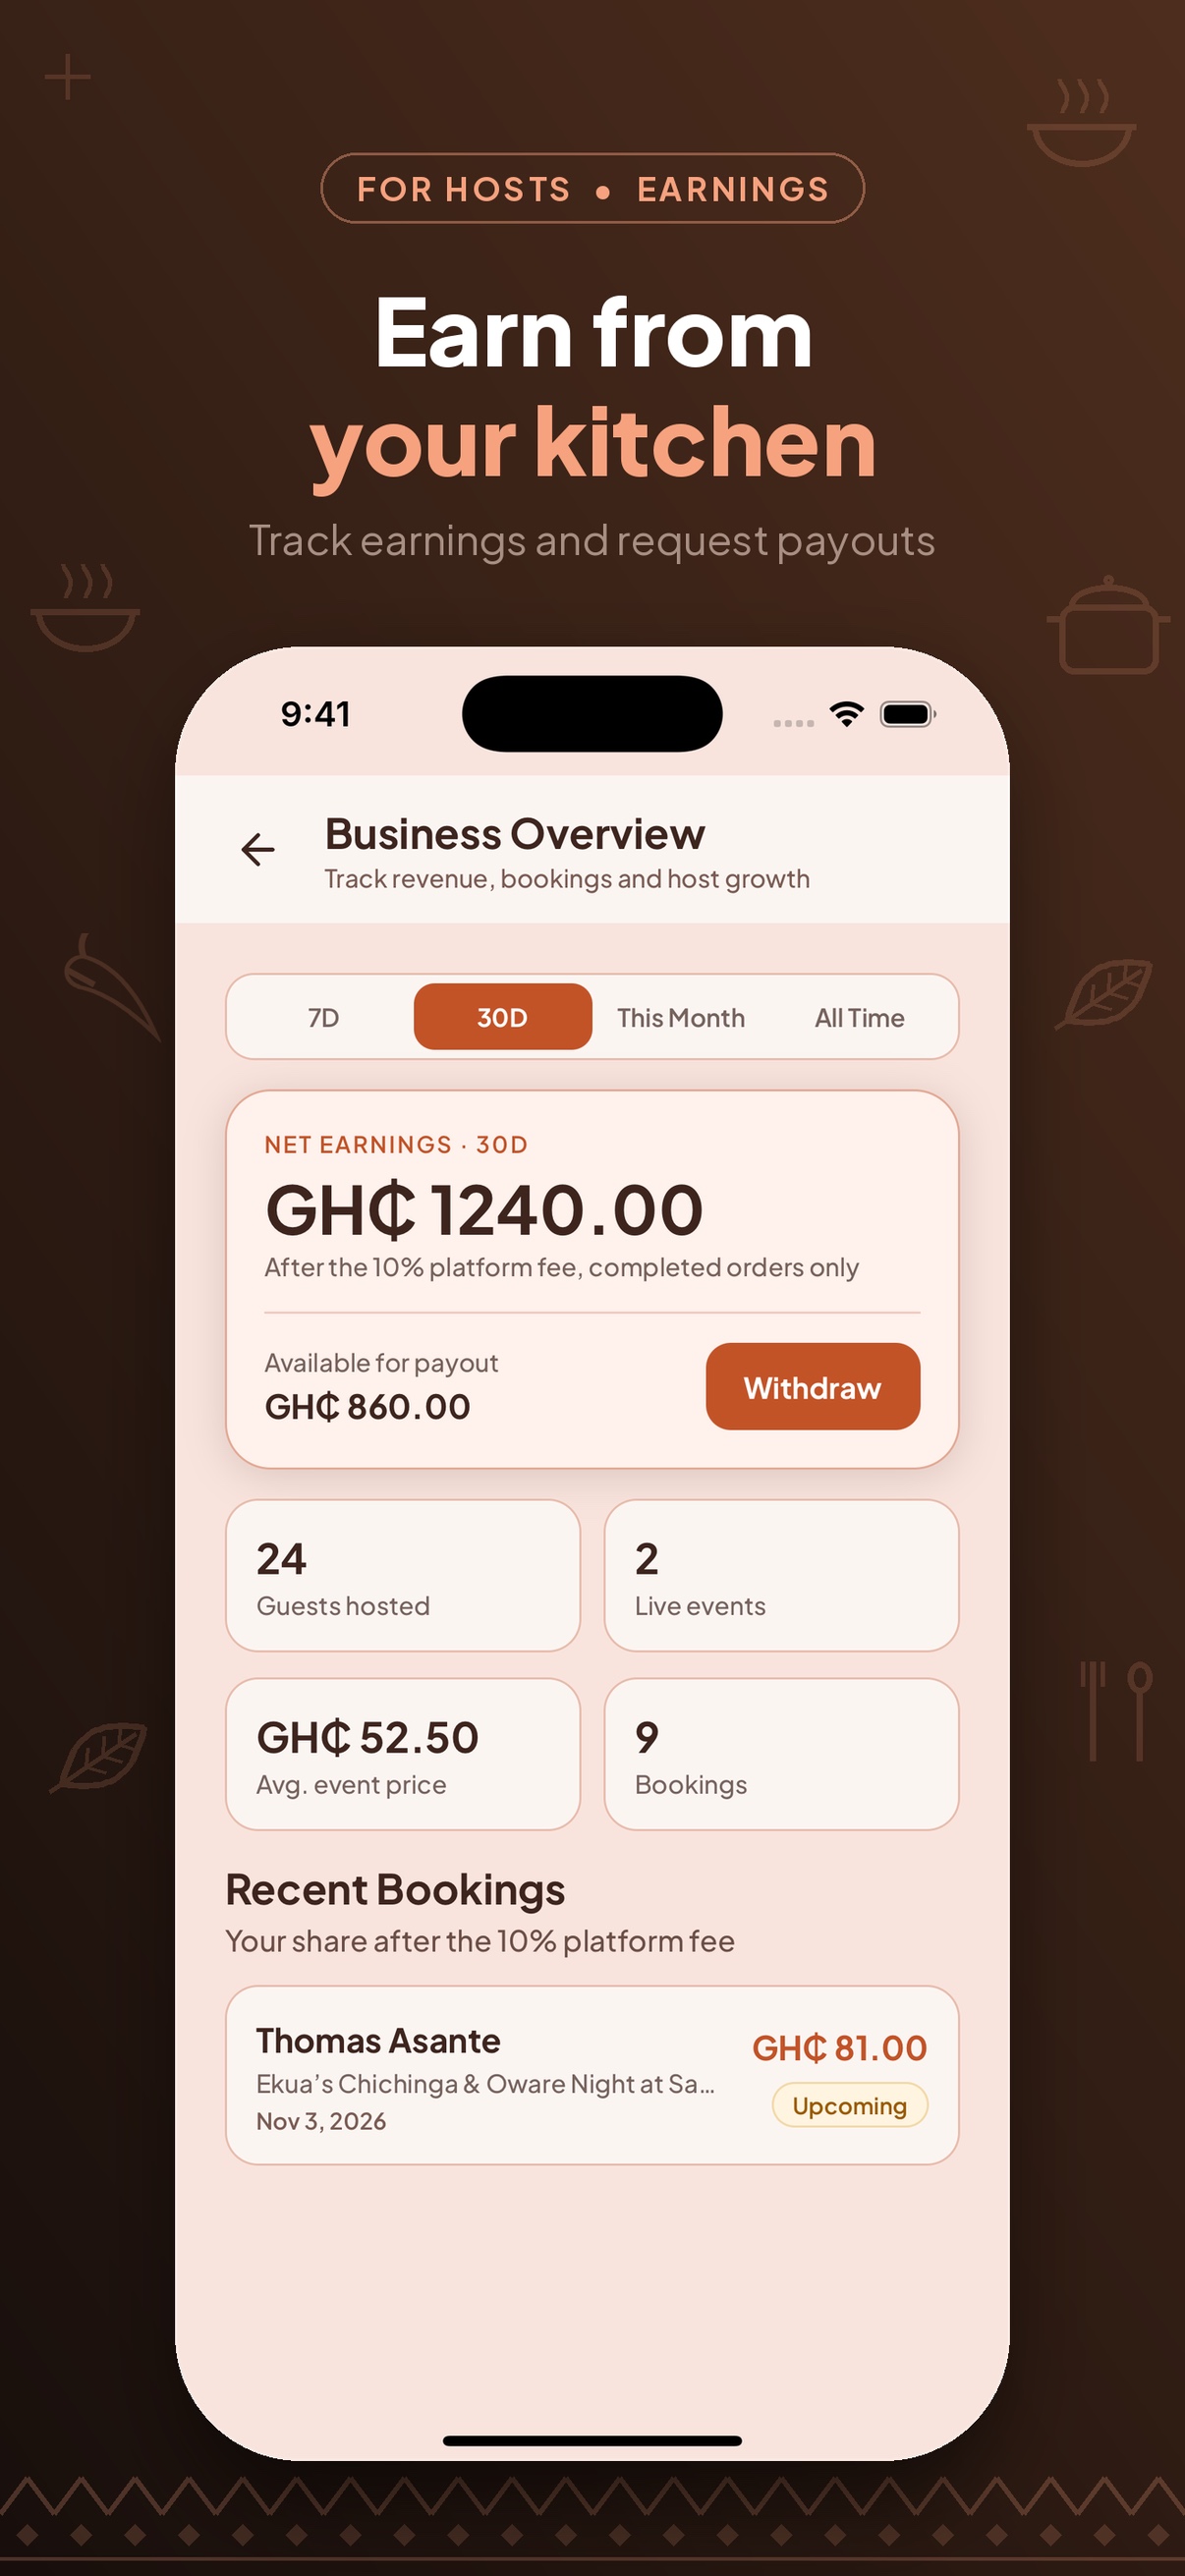 FOR HOSTS • EARNINGS
Earn from
your kitchen
Track earnings and request payouts
9:41
Business Overview
Track revenue, bookings and host growth
7D 30D This Month All Time
NET EARNINGS · 30D
GH₵ 1240.00
After the 10% platform fee, completed orders only
Available for payout
GH₵ 860.00
Withdraw
24
Guests hosted
2
Live events
GH₵ 52.50
Avg. event price
9
Bookings
Recent Bookings
Your share after the 10% platform fee
Thomas Asante
GH₵ 81.00
Ekua’s Chichinga & Oware Night at Sa...
Upcoming
Nov 3, 2026